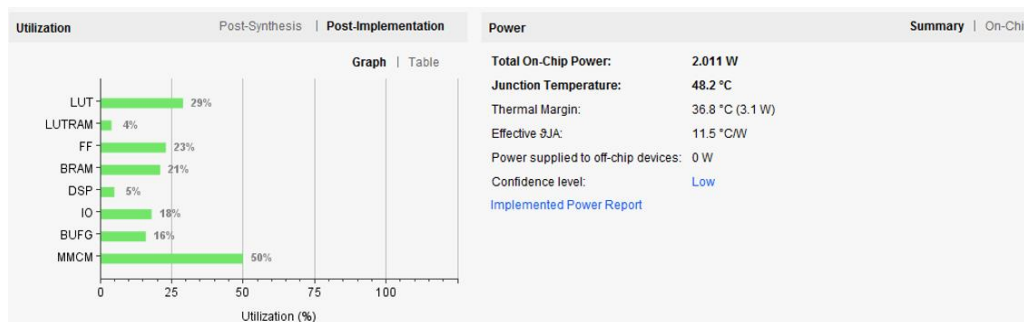 Utilization
Post-Synthesis | Post-Implementation
Graph | Table
LUT 29%
LUTRAM 4%
FF 23%
BRAM 21%
DSP 5%
IO 18%
BUFG 16%
MMCM 50%
0 25 50 75 100
Utilization (%)
Power
Summary | On-Chi
Total On-Chip Power: 2.011 W
Junction Temperature: 48.2 °C
Thermal Margin: 36.8 °C (3.1 W)
Effective ϑJA: 11.5 °C/W
Power supplied to off-chip devices: 0 W
Confidence level: Low
Implemented Power Report